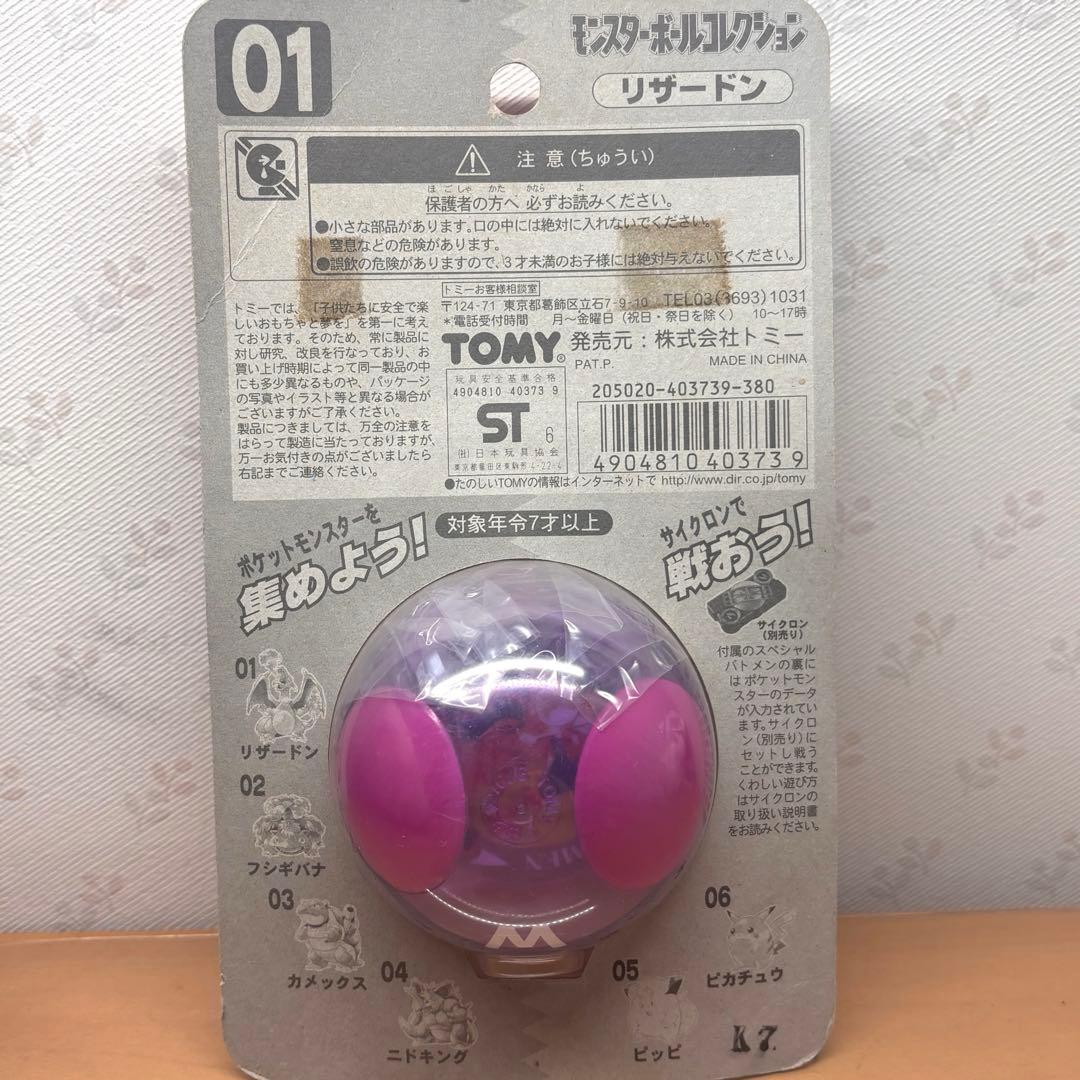 01
モンスターボールコレクション
リザードン
注意(ちゅうい)
ほごしゃ かた かなら よ
保護者の方へ 必ずお読みください。
●小さな部品があります。口の中には絶対に入れないでください。
窒息などの危険があります。
●誤飲の危険がありますので、3才未満のお子様には絶対与えないでください。
トミーでは、「子供たちに安全で楽
しいおもちゃと夢を」を第一に考え
ております。そのため、常に製品に
対し研究、改良を行なっており、お
買い上げ時期によって同一製品の中
にも多少異なるものや、パッケージ
の写真やイラスト等と異なる場合が
ございますがご了承ください。
製品につきましては、万全の注意を
はらって製造に当たっておりますが、
万一お気付きの点がございましたら
右記までご連絡ください。
トミーお客様相談室
〒124-71 東京都葛飾区立石7-9-10 TEL03(3693)1031
*電話受付時間 月〜金曜日(祝日・祭日を除く) 10〜17時
TOMY® 発売元:株式会社トミー
PAT.P. MADE IN CHINA
玩具安全基準合格
4904810 40373 9
ST 6
(社)日本玩具協会
東京都墨田区東駒形4-22-4
205020-403739-380
4904810 403739
●たのしいTOMYの情報はインターネットで http://www.dir.co.jp/tomy
対象年令7才以上
ポケットモンスターを
集めよう!
サイクロンで
戦おう!
サイクロン
(別売り)
付属のスペシャル
バトメンの裏に
はポケットモン
スターのデータ
が入力されてい
ます。サイクロ
ン(別売り)に
セットし戦う
ことができます。
くわしい遊び方
はサイクロンの
取り扱い説明書
をお読みください。
01
リザードン
02
フシギバナ
03
カメックス
04
ニドキング
05
ピッピ
06
ピカチュウ
K7.